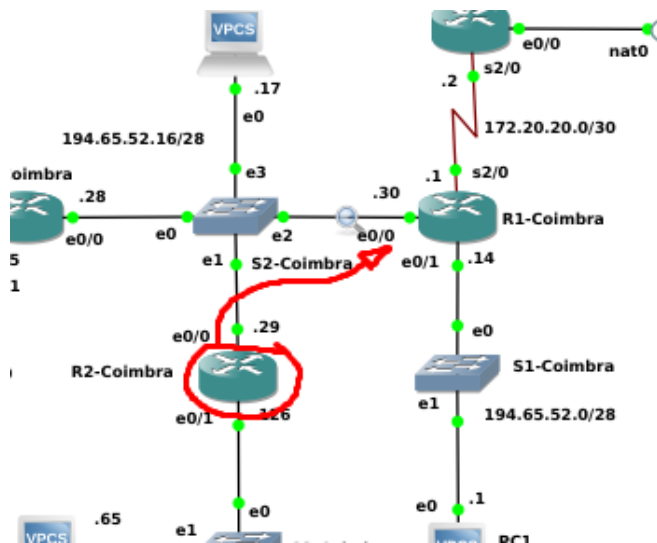 VPCS
e0/0
nat0
.17
.2
s2/0
e0
194.65.52.16/28
172.20.20.0/30
e3
.1
s2/0
oimbra
.28
.30
R1-Coimbra
e0/0
e0
e2
e0/0
e1
S2-Coimbra
e0/1
.14
5
1
e0/0
.29
e0
R2-Coimbra
S1-Coimbra
e0/1
.126
e1
194.65.52.0/28
e0
e0
.1
.65
e1
VPCS
PC1